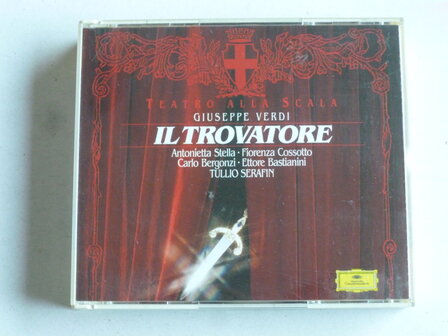 TEATRO ALLA SCALA
GIUSEPPE VERDI
IL TROVATORE
Antonietta Stella · Fiorenza Cossotto
Carlo Bergonzi · Ettore Bastianini
TULLIO SERAFIN